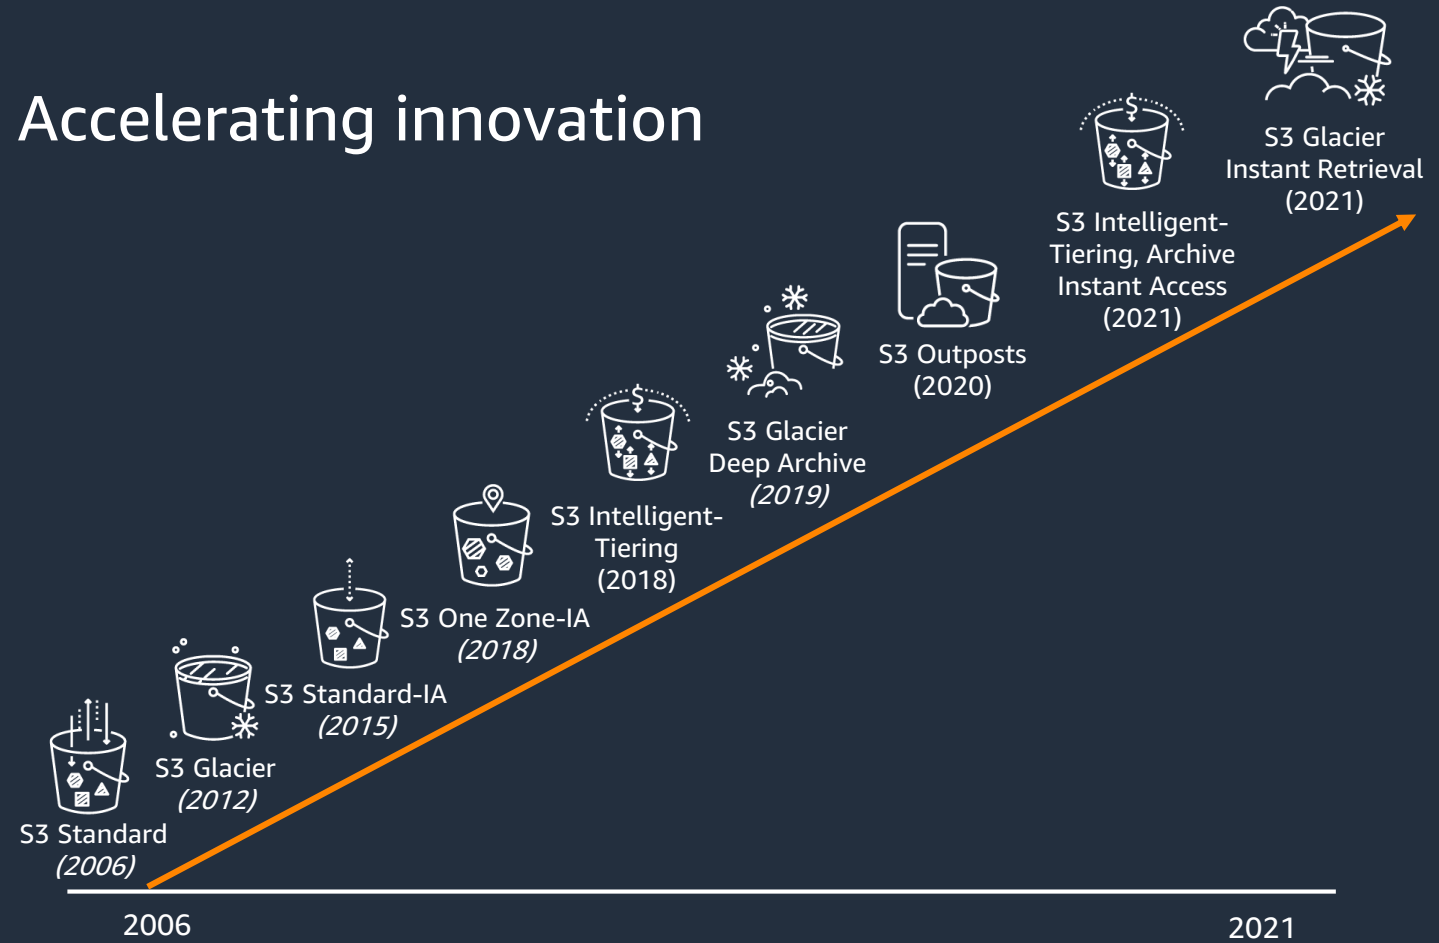 Accelerating innovation
S3 Standard
(2006)
S3 Glacier
(2012)
S3 Standard-IA
(2015)
S3 One Zone-IA
(2018)
S3 Intelligent-
Tiering
(2018)
S3 Glacier
Deep Archive
(2019)
S3 Outposts
(2020)
S3 Intelligent-
Tiering, Archive
Instant Access
(2021)
S3 Glacier
Instant Retrieval
(2021)
2006
2021